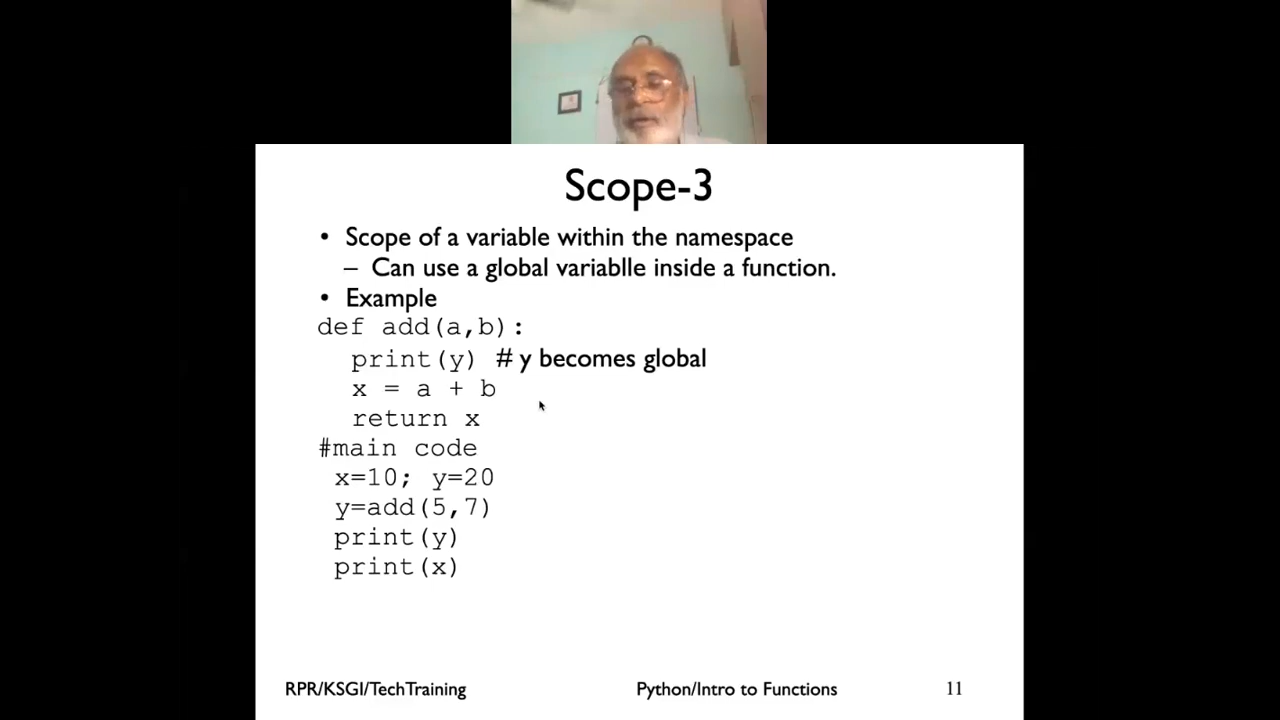 Scope-3
• Scope of a variable within the namespace
– Can use a global variablle inside a function.
• Example
def add(a,b):
print(y) # y becomes global
x = a + b
return x
#main code
x=10; y=20
y=add(5,7)
print(y)
print(x)
RPR/KSGI/TechTraining Python/Intro to Functions 11